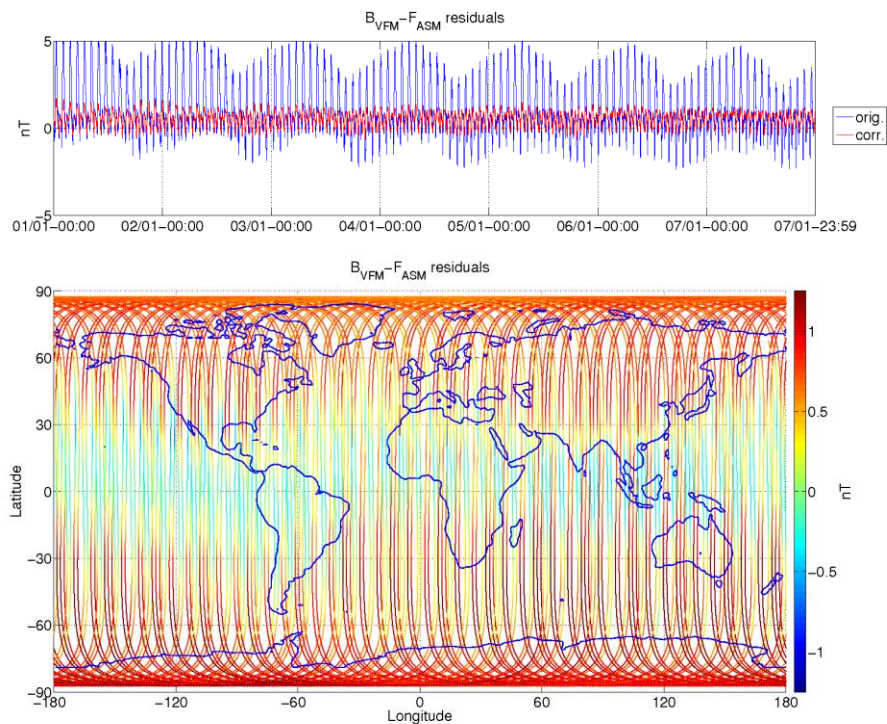 B_VFM−F_ASM residuals
5
0
−5
nT
01/01−00:00 02/01−00:00 03/01−00:00 04/01−00:00 05/01−00:00 06/01−00:00 07/01−00:00 07/01−23:59
orig.
corr.
B_VFM−F_ASM residuals
90
60
30
0
−30
−60
−90
Latitude
−180 −120 −60 0 60 120 180
Longitude
1
0.5
0
−0.5
−1
nT